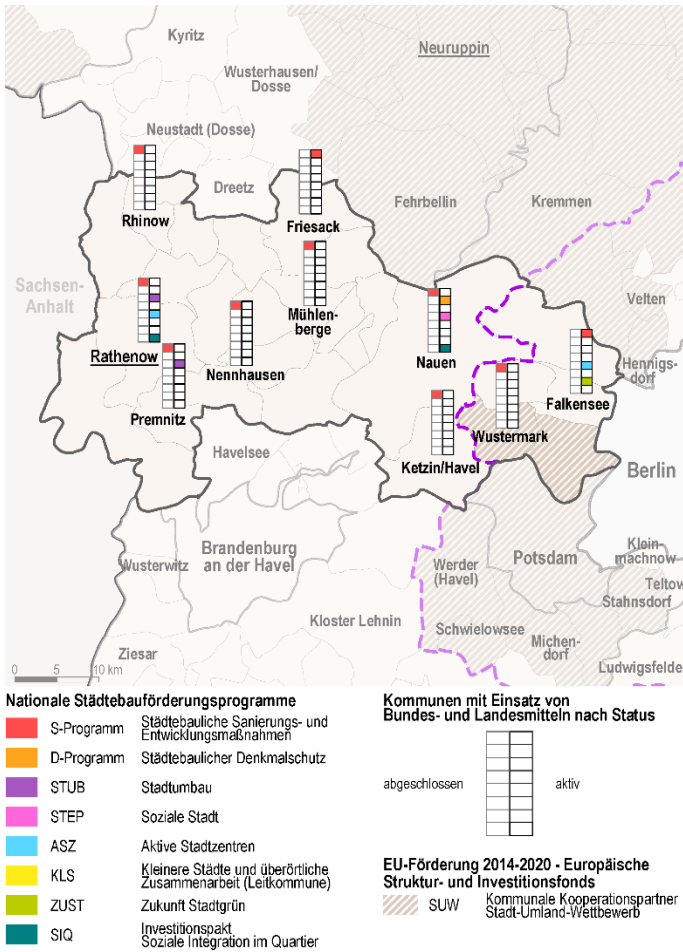 Kyritz
Neuruppin
Wusterhausen/
Dosse
Neustadt (Dosse)
Dreetz
Fehrbellin
Kremmen
Rhinow
Friesack
Sachsen-
Anhalt
Velten
Mühlen-
berge
Rathenow
Nennhausen
Nauen
Hennigs-
dorf
Premnitz
Falkensee
Wustermark
Havelsee
Ketzin/Havel
Berlin
Brandenburg
an der Havel
Wusterwitz
Werder
(Havel)
Potsdam
Klein-
machnow
Teltow
Stahnsdorf
Kloster Lehnin
Schwielowsee
Michen-
dorf
Ziesar
Ludwigsfelde
0 5 10 km
Nationale Städtebauförderungsprogramme
S-Programm Städtebauliche Sanierungs- und
Entwicklungsmaßnahmen
D-Programm Städtebaulicher Denkmalschutz
STUB Stadtumbau
STEP Soziale Stadt
ASZ Aktive Stadtzentren
KLS Kleinere Städte und überörtliche
Zusammenarbeit (Leitkommune)
ZUST Zukunft Stadtgrün
SIQ Investitionspakt
Soziale Integration im Quartier
Kommunen mit Einsatz von
Bundes- und Landesmitteln nach Status
abgeschlossen aktiv
EU-Förderung 2014-2020 - Europäische
Struktur- und Investitionsfonds
SUW Kommunale Kooperationspartner
Stadt-Umland-Wettbewerb